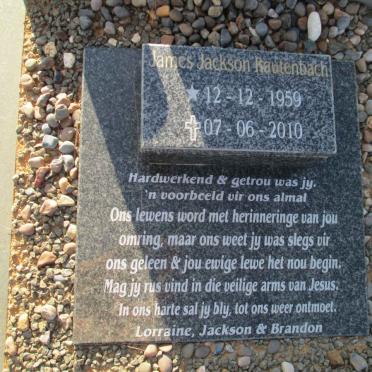 James Jackson Rautenbach
12-12-1959
07-06-2010
Hardwerkend & getrou was jy.
'n voorbeeld vir ons almal
Ons lewens word met herinneringe van jou
omring, maar ons weet jy was slegs vir
ons geleen & jou ewige lewe het nou begin.
Mag jy rus vind in die veilige arms van Jesus.
In ons harte sal jy bly, tot ons weer ontmoet.
Lorraine, Jackson & Brandon